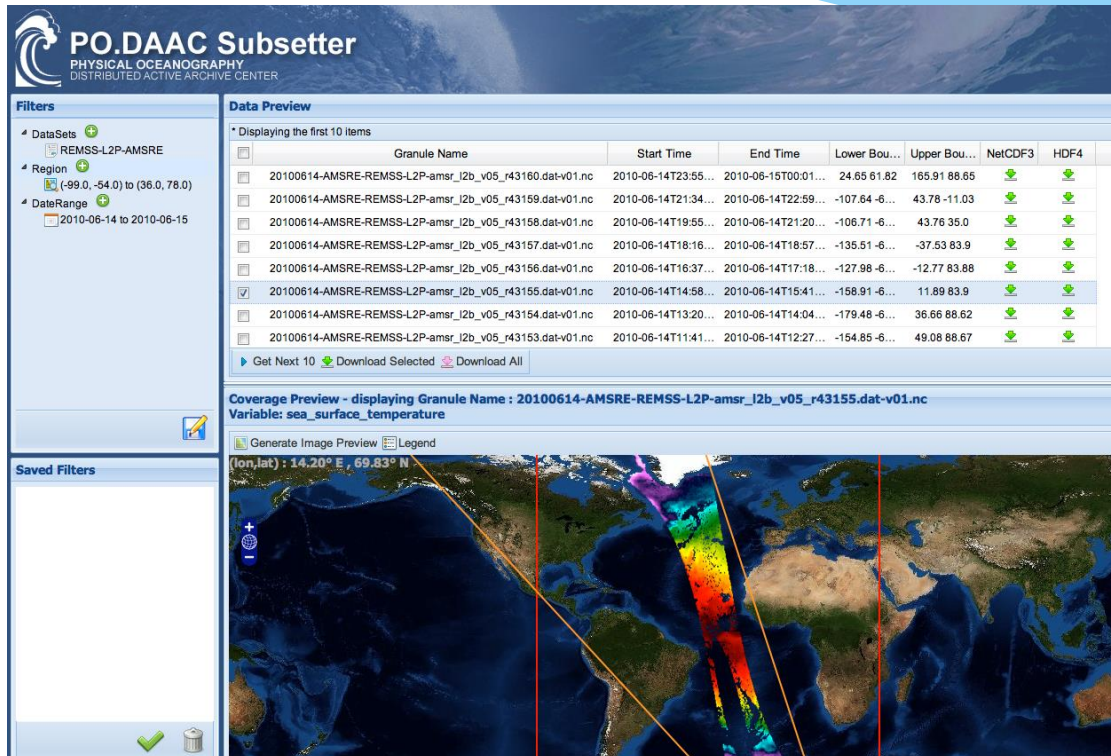 PO.DAAC Subsetter
PHYSICAL OCEANOGRAPHY
DISTRIBUTED ACTIVE ARCHIVE CENTER
Filters
DataSets
REMSS-L2P-AMSRE
Region
(-99.0, -54.0) to (36.0, 78.0)
DateRange
2010-06-14 to 2010-06-15
Saved Filters
Data Preview
* Displaying the first 10 items
Granule Name Start Time End Time Lower Bou... Upper Bou... NetCDF3 HDF4
20100614-AMSRE-REMSS-L2P-amsr_l2b_v05_r43160.dat-v01.nc 2010-06-14T23:55... 2010-06-15T00:01... 24.65 61.82 165.91 88.65
20100614-AMSRE-REMSS-L2P-amsr_l2b_v05_r43159.dat-v01.nc 2010-06-14T21:34... 2010-06-14T22:59... -107.64 -6... 43.78 -11.03
20100614-AMSRE-REMSS-L2P-amsr_l2b_v05_r43158.dat-v01.nc 2010-06-14T19:55... 2010-06-14T21:20... -106.71 -6... 43.76 35.0
20100614-AMSRE-REMSS-L2P-amsr_l2b_v05_r43157.dat-v01.nc 2010-06-14T18:16... 2010-06-14T18:57... -135.51 -6... -37.53 83.9
20100614-AMSRE-REMSS-L2P-amsr_l2b_v05_r43156.dat-v01.nc 2010-06-14T16:37... 2010-06-14T17:18... -127.98 -6... -12.77 83.88
20100614-AMSRE-REMSS-L2P-amsr_l2b_v05_r43155.dat-v01.nc 2010-06-14T14:58... 2010-06-14T15:41... -158.91 -6... 11.89 83.9
20100614-AMSRE-REMSS-L2P-amsr_l2b_v05_r43154.dat-v01.nc 2010-06-14T13:20... 2010-06-14T14:04... -179.48 -6... 36.66 88.62
20100614-AMSRE-REMSS-L2P-amsr_l2b_v05_r43153.dat-v01.nc 2010-06-14T11:41... 2010-06-14T12:27... -154.85 -6... 49.08 88.67
Get Next 10 Download Selected Download All
Coverage Preview - displaying Granule Name : 20100614-AMSRE-REMSS-L2P-amsr_l2b_v05_r43155.dat-v01.nc
Variable: sea_surface_temperature
Generate Image Preview Legend
(lon,lat) : 14.20° E , 69.83° N